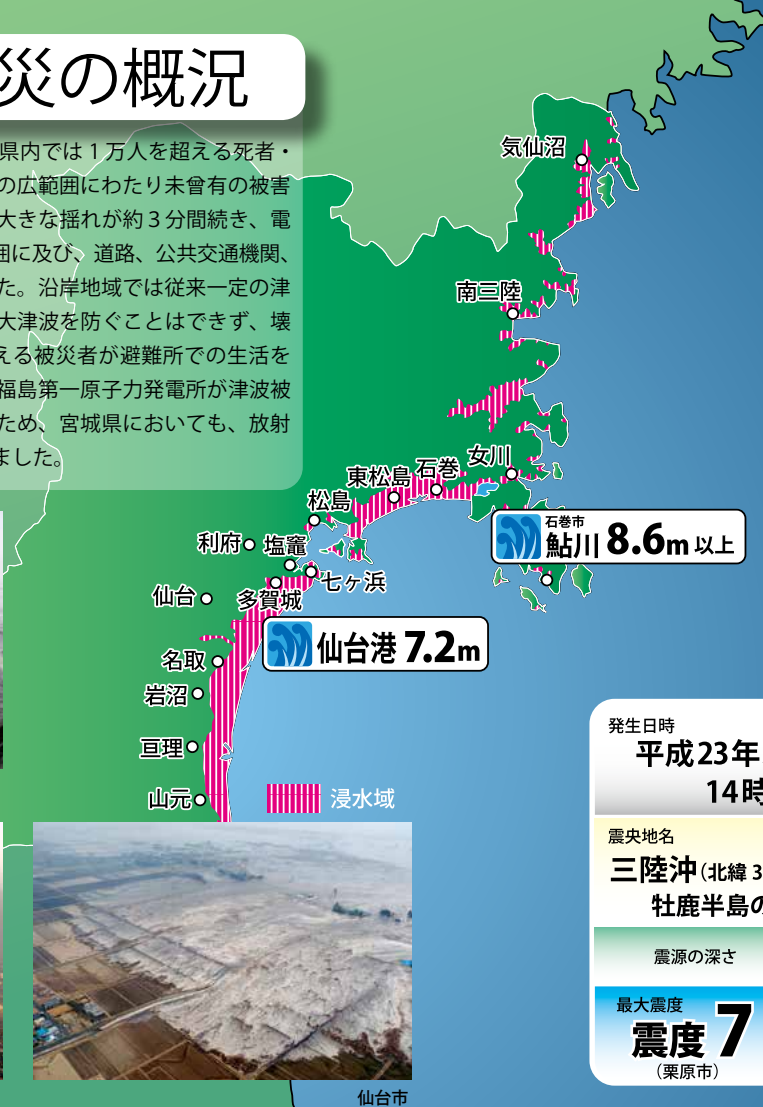 災の概況
県内では１万人を超える死者・
の広範囲にわたり未曾有の被害
大きな揺れが約３分間続き、電
囲に及び、道路、公共交通機関、
た。沿岸地域では従来一定の津
大津波を防ぐことはできず、壊
える被災者が避難所での生活を
福島第一原子力発電所が津波被
ため、宮城県においても、放射
ました。
気仙沼
南三陸
女川
石巻
東松島
松島
利府
塩竈
七ヶ浜
多賀城
仙台
名取
岩沼
亘理
山元
石巻市
鮎川 8.6m 以上
仙台港 7.2m
浸水域
発生日時
平成23年
14時
震央地名
三陸沖(北緯 3
牡鹿半島の
震源の深さ
最大震度
震度 7
(栗原市)
仙台市